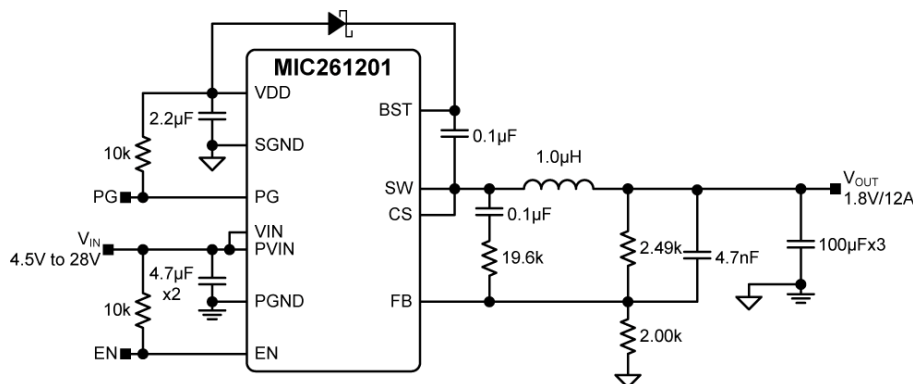 MIC261201
VDD
BST
2.2µF
SGND
0.1µF
10k
1.0µH
PG
PG
SW
V_OUT
1.8V/12A
CS
0.1µF
VIN
V_IN
4.5V to 28V
PVIN
2.49k
4.7nF
100µFx3
19.6k
4.7µF
x2
10k
PGND
FB
2.00k
EN
EN